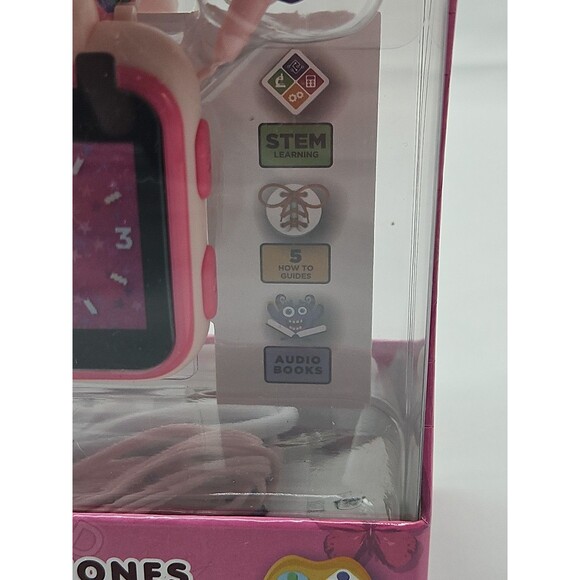 STEM
LEARNING
3
5
HOW TO
GUIDES
AUDIO
BOOKS
ONES